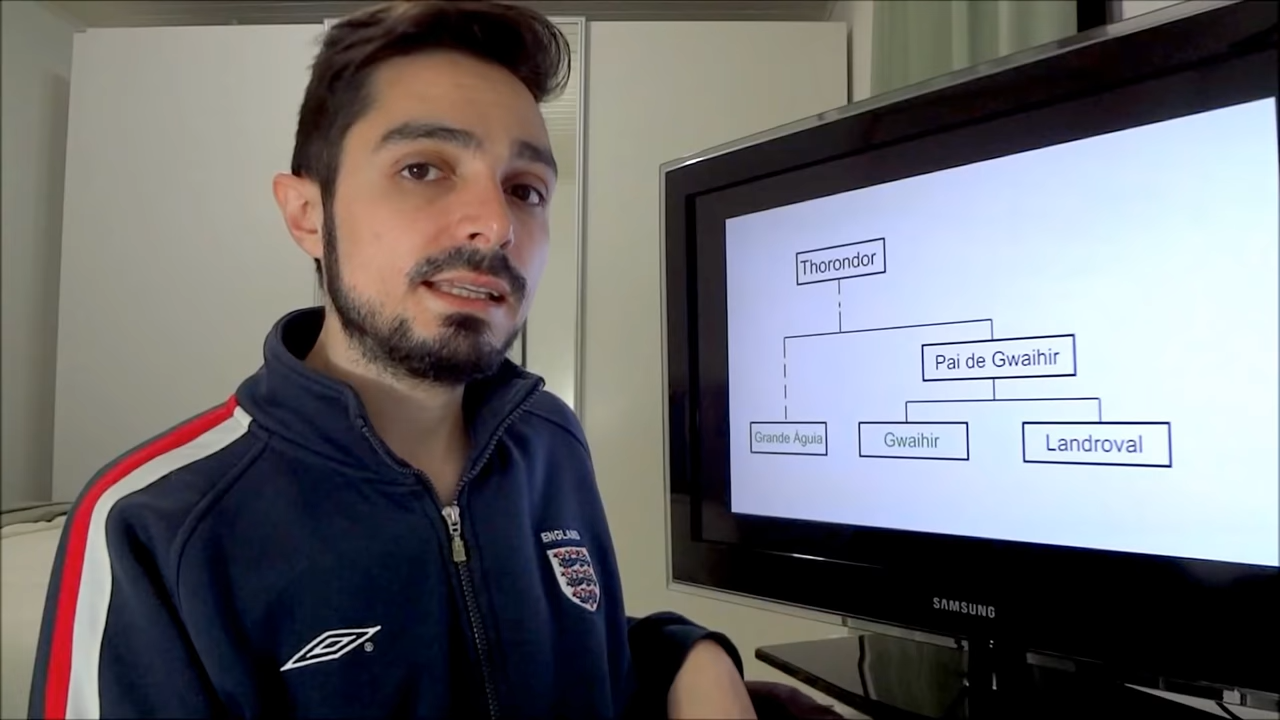 Thorondor
Pai de Gwaihir
Grande Águia
Gwaihir
Landroval
ENGLAND
SAMSUNG